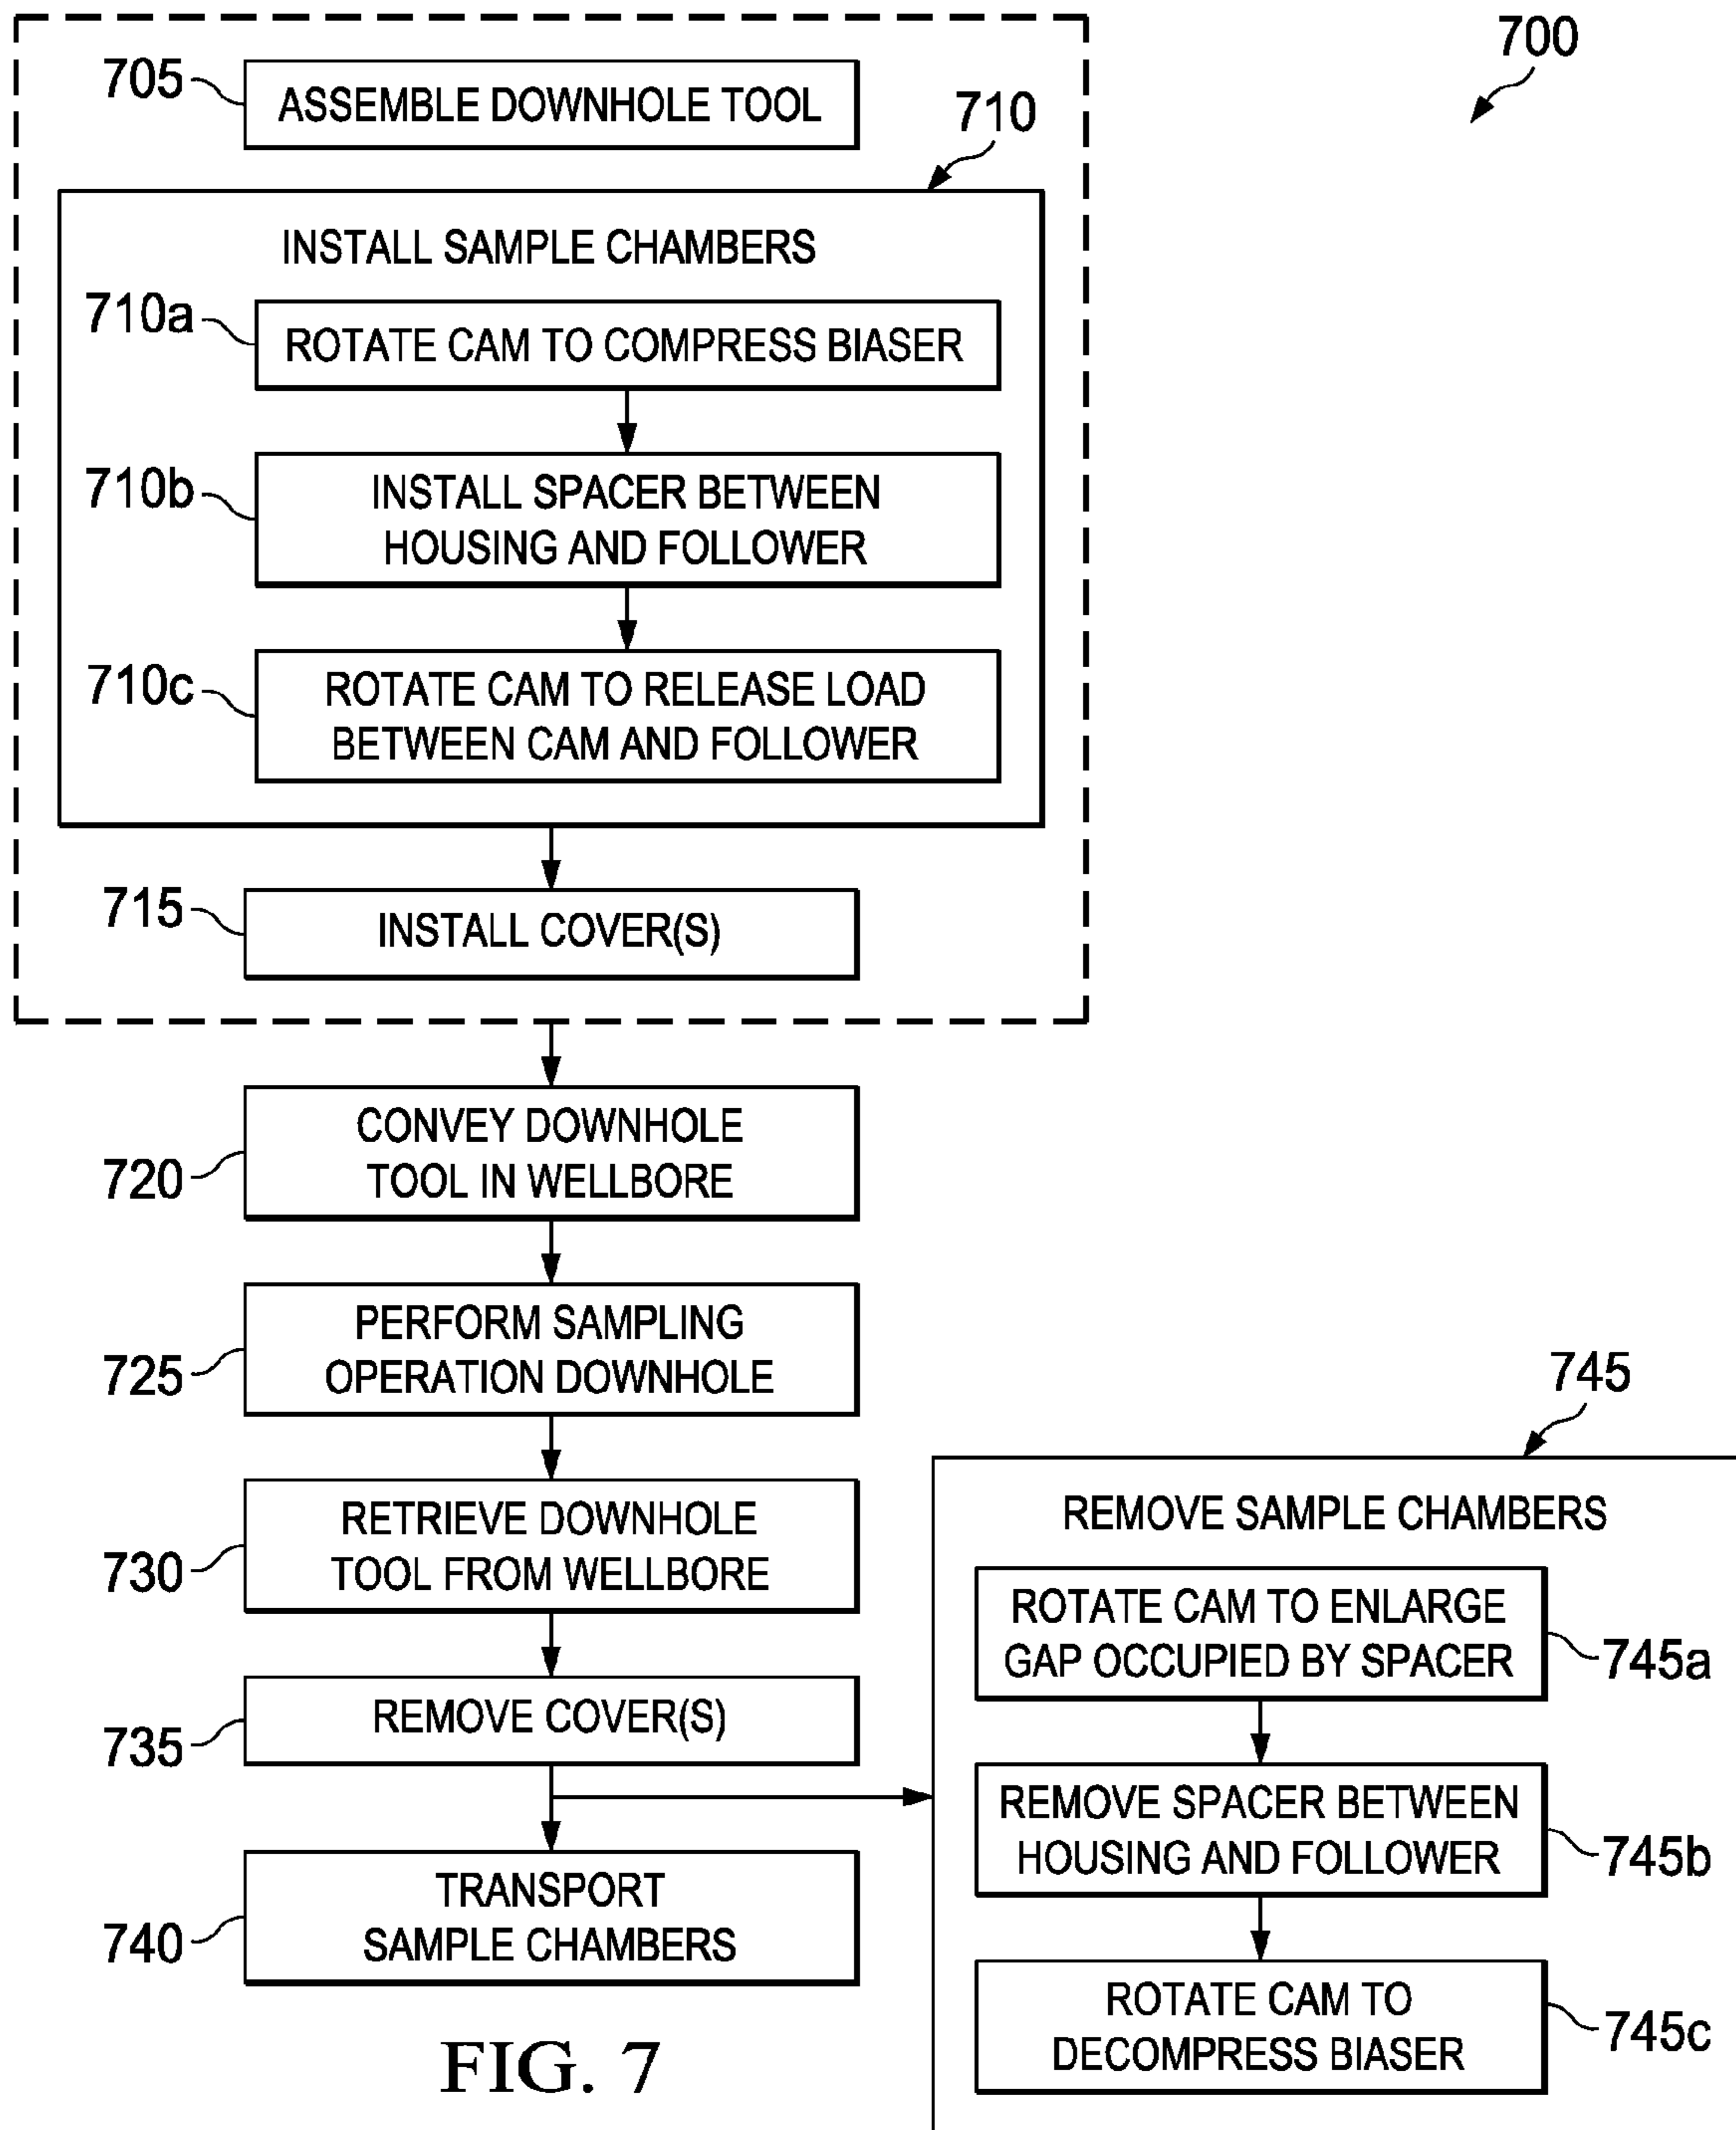 700
705
ASSEMBLE DOWNHOLE TOOL
710
INSTALL SAMPLE CHAMBERS
710a
ROTATE CAM TO COMPRESS BIASER
710b
INSTALL SPACER BETWEEN
HOUSING AND FOLLOWER
710c
ROTATE CAM TO RELEASE LOAD
BETWEEN CAM AND FOLLOWER
715
INSTALL COVER(S)
720
CONVEY DOWNHOLE
TOOL IN WELLBORE
725
PERFORM SAMPLING
OPERATION DOWNHOLE
730
RETRIEVE DOWNHOLE
TOOL FROM WELLBORE
735
REMOVE COVER(S)
740
TRANSPORT
SAMPLE CHAMBERS
745
REMOVE SAMPLE CHAMBERS
ROTATE CAM TO ENLARGE
GAP OCCUPIED BY SPACER
745a
REMOVE SPACER BETWEEN
HOUSING AND FOLLOWER
745b
ROTATE CAM TO
DECOMPRESS BIASER
745c
FIG. 7